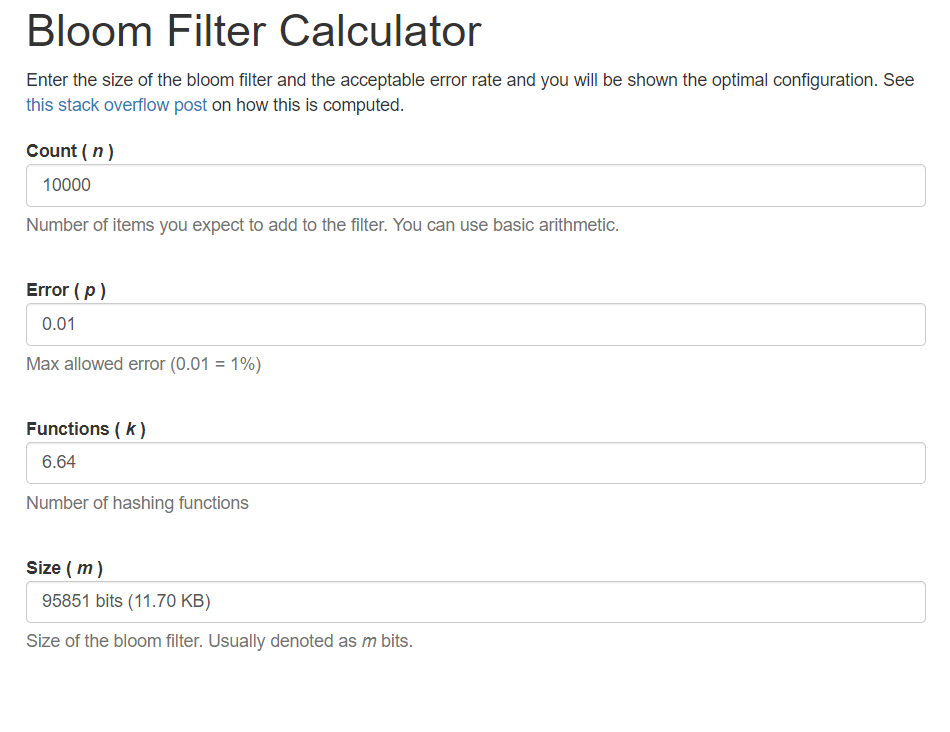 Bloom Filter Calculator
Enter the size of the bloom filter and the acceptable error rate and you will be shown the optimal configuration. See
this stack overflow post on how this is computed.
Count ( n )
10000
Number of items you expect to add to the filter. You can use basic arithmetic.
Error ( p )
0.01
Max allowed error (0.01 = 1%)
Functions ( k )
6.64
Number of hashing functions
Size ( m )
95851 bits (11.70 KB)
Size of the bloom filter. Usually denoted as m bits.